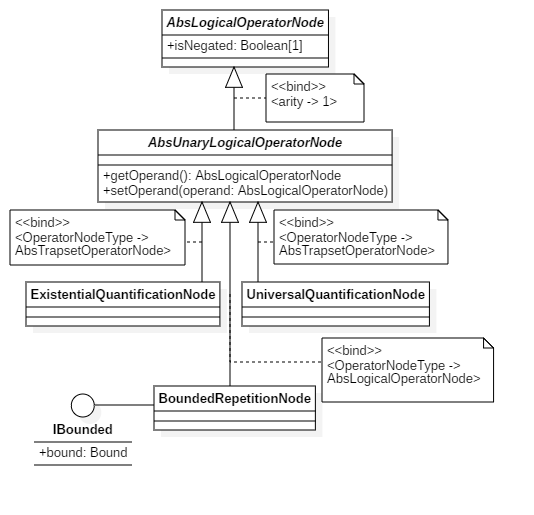 AbsLogicalOperatorNode
+isNegated: Boolean[1]
<<bind>>
<arity -> 1>
AbsUnaryLogicalOperatorNode
+getOperand(): AbsLogicalOperatorNode
+setOperand(operand: AbsLogicalOperatorNode)
<<bind>>
<OperatorNodeType ->
AbsTrapsetOperatorNode>
<<bind>>
<OperatorNodeType ->
AbsTrapsetOperatorNode>
ExistentialQuantificationNode
UniversalQuantificationNode
<<bind>>
<OperatorNodeType ->
AbsLogicalOperatorNode>
BoundedRepetitionNode
IBounded
+bound: Bound